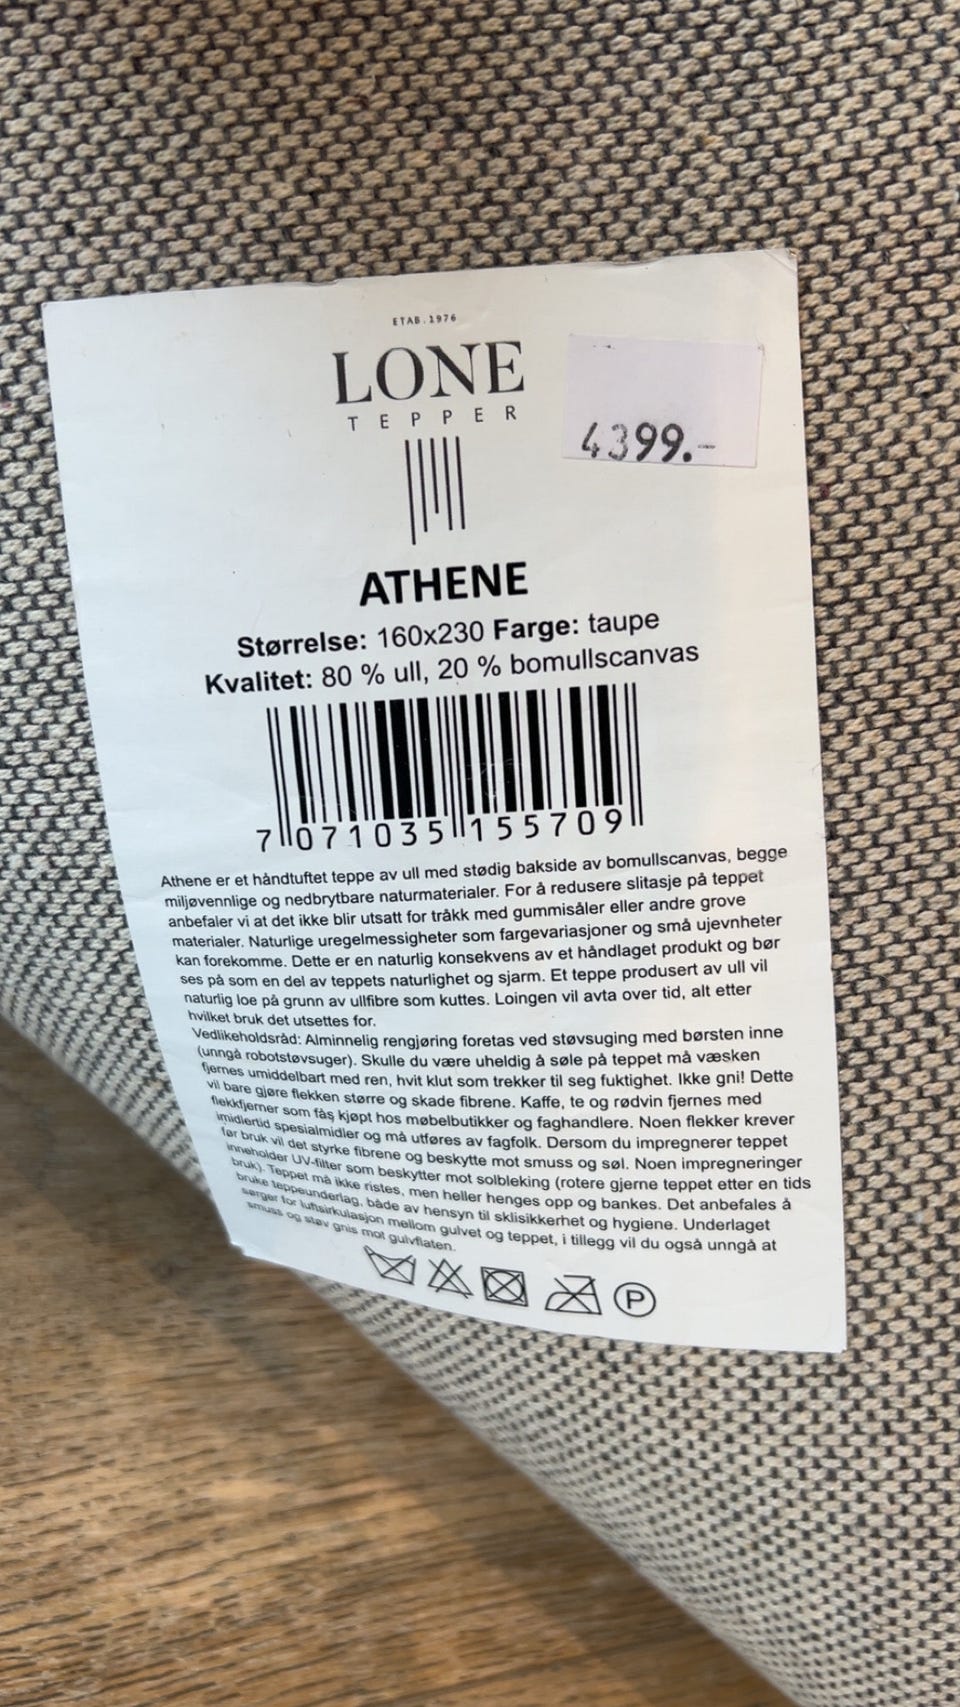 ETAB.1976
LONE
TEPPER
4399.-
ATHENE
Størrelse: 160x230 Farge: taupe
Kvalitet: 80 % ull, 20 % bomullscanvas
7 071035 155709
Athene er et håndtuftet teppe av ull med stødig bakside av bomullscanvas, begge
miljøvennlige og nedbrytbare naturmaterialer. For å redusere slitasje på teppet
anbefaler vi at det ikke blir utsatt for tråkk med gummisåler eller andre grove
materialer. Naturlige uregelmessigheter som fargevariasjoner og små ujevnheter
kan forekomme. Dette er en naturlig konsekvens av et håndlaget produkt og bør
ses på som en del av teppets naturlighet og sjarm. Et teppe produsert av ull vil
naturlig loe på grunn av ullfibre som kuttes. Loingen vil avta over tid, alt etter
hvilket bruk det utsettes for.
Vedlikeholdsråd: Alminnelig rengjøring foretas ved støvsuging med børsten inne
(unngå robotstøvsuger). Skulle du være uheldig å søle på teppet må væsken
fjernes umiddelbart med ren, hvit klut som trekker til seg fuktighet. Ikke gni! Dette
vil bare gjøre flekken større og skade fibrene. Kaffe, te og rødvin fjernes med
flekkfjerner som fås kjøpt hos møbelbutikker og faghandlere. Noen flekker krever
imidlertid spesialmidler og må utføres av fagfolk. Dersom du impregnerer teppet
før bruk vil det styrke fibrene og beskytte mot smuss og søl. Noen impregneringer
inneholder UV-filter som beskytter mot solbleking (rotere gjerne teppet etter en tids
bruk). Teppet må ikke ristes, men heller henges opp og bankes. Det anbefales å
bruke teppeunderlag, både av hensyn til sklisikkerhet og hygiene. Underlaget
sørger for luftsirkulasjon mellom gulvet og teppet, i tillegg vil du også unngå at
smuss og støv gnis mot gulvflaten.
P